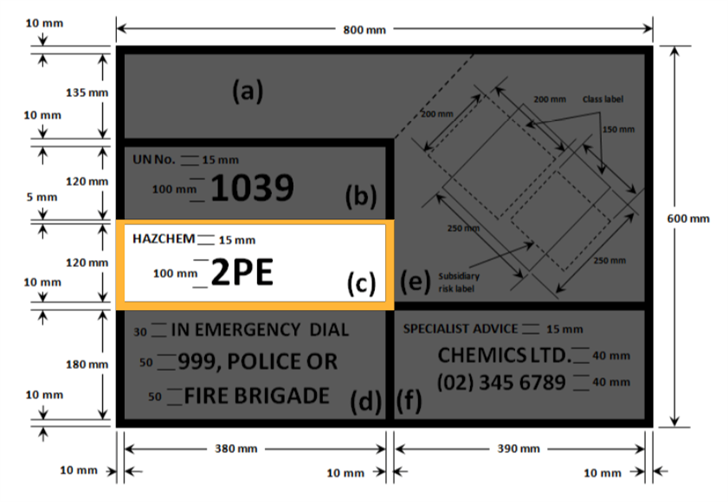 10 mm
800 mm
(a)
135 mm
200 mm
200 mm
Class label
10 mm
150 mm
UN No. 15 mm
120 mm
100 mm 1039 (b)
5 mm
600 mm
HAZCHEM 15 mm
250 mm
120 mm
100 mm 2PE (c)
250 mm
(e)
Subsidiary
risk label
10 mm
30 IN EMERGENCY DIAL
SPECIALIST ADVICE 15 mm
50 999, POLICE OR
CHEMICS LTD. 40 mm
180 mm
(02) 345 6789 40 mm
50 FIRE BRIGADE (d)
(f)
10 mm
380 mm
390 mm
10 mm
10 mm
10 mm